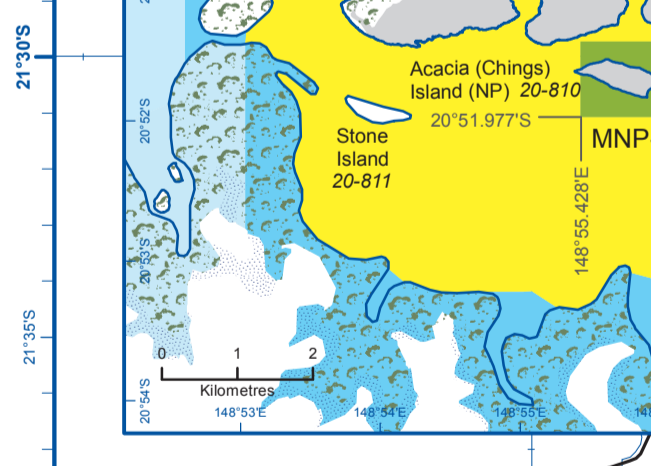 21°30'S
Acacia (Chings)
Island (NP) 20-810
20°51.977'S
20°52'S
Stone
Island
20-811
MNP
148°55.428'E
20°53'S
21°35'S
0 1 2
Kilometres
20°54'S
148°53'E 148°54'E 148°55'E